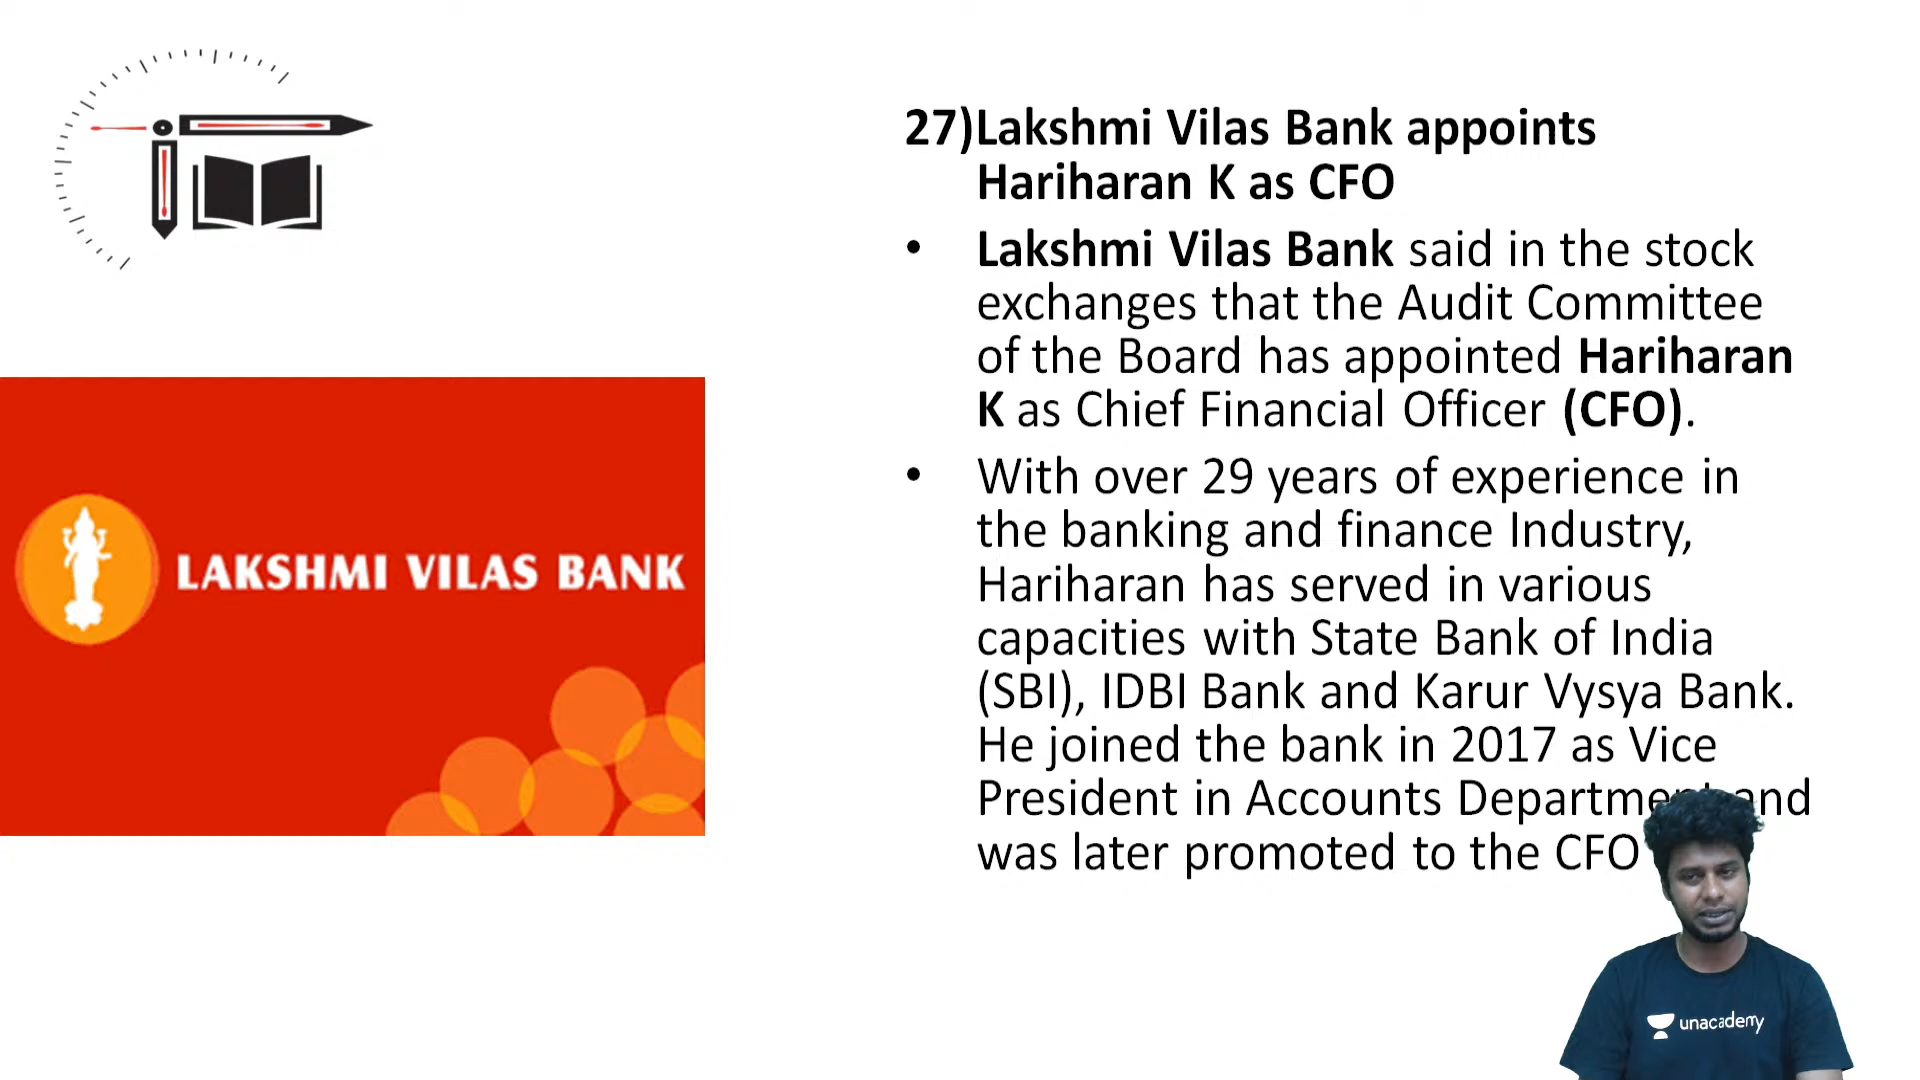 27)Lakshmi Vilas Bank appoints
Hariharan K as CFO
• Lakshmi Vilas Bank said in the stock
exchanges that the Audit Committee
of the Board has appointed Hariharan
K as Chief Financial Officer (CFO).
• With over 29 years of experience in
the banking and finance Industry,
Hariharan has served in various
capacities with State Bank of India
(SBI), IDBI Bank and Karur Vysya Bank.
He joined the bank in 2017 as Vice
President in Accounts Department and
was later promoted to the CFO
LAKSHMI VILAS BANK
unacademy